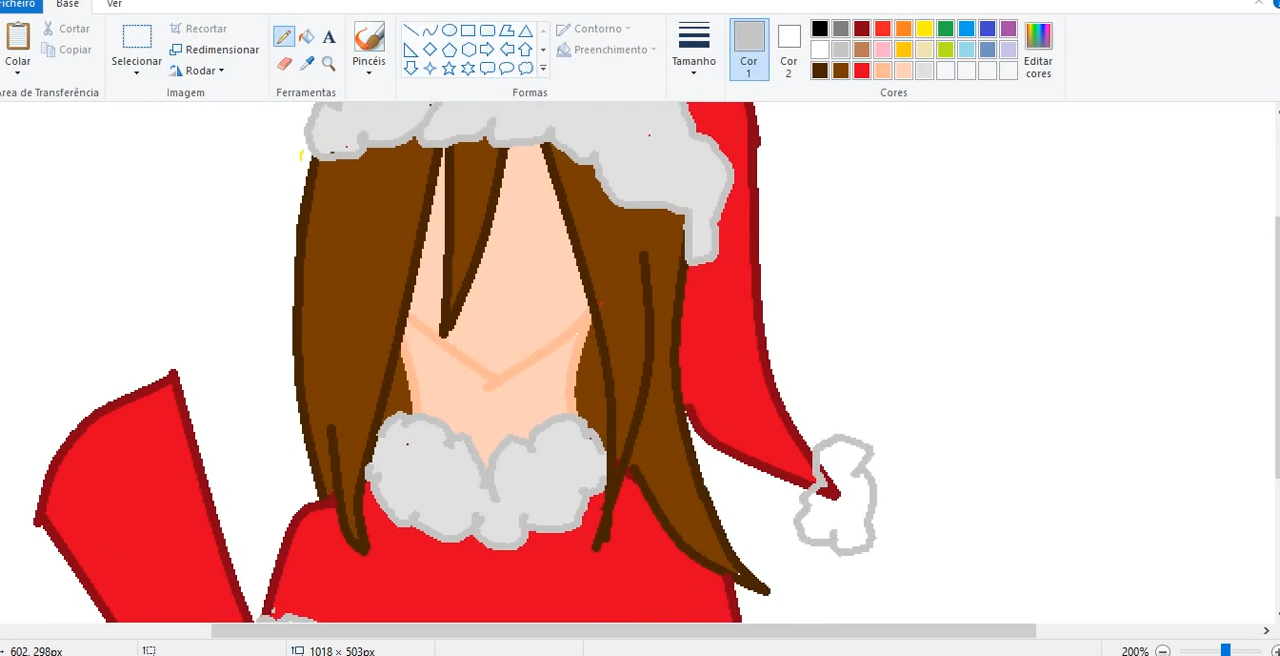 Ficheiro Base Ver
Colar
Cortar
Copiar
Área de Transferência
Selecionar
Recortar
Redimensionar
Rodar
Imagem
A
Ferramentas
Pincéis
Contorno
Preenchimento
Formas
Tamanho
Cor
1
Cor
2
Editar
cores
Cores
602, 298px
1018 × 503px
200%